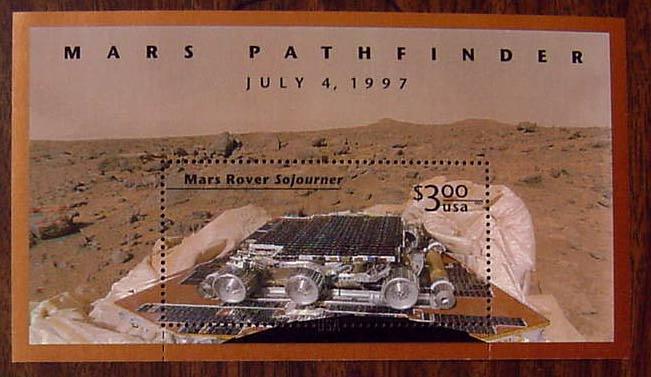 MARS PATHFINDER
JULY 4, 1997
Mars Rover Sojourner
$3.00
usa